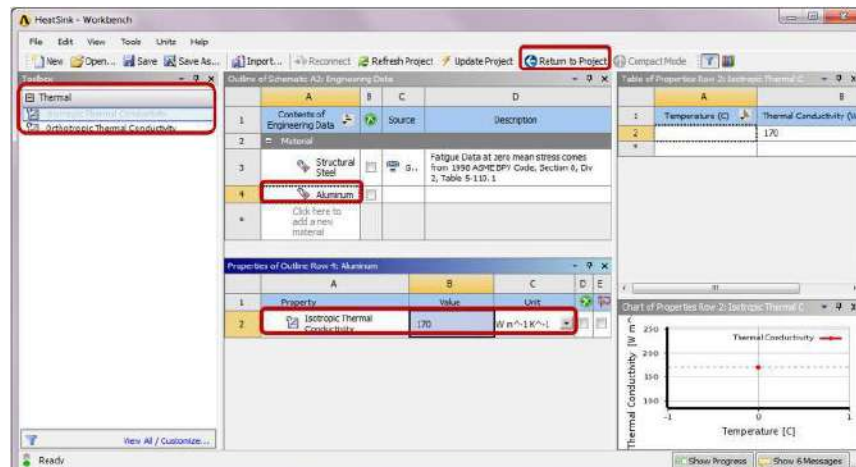 HeatSink - Workbench
File Edit View Tools Units Help
New Open... Save Save As... Import... Reconnect Refresh Project Update Project Return to Project Compact Mode
Toolbox
Outline of Schematic A2: Engineering Data
Table of Properties Row 2: Isotropic Thermal C
Thermal
Isotropic Thermal Conductivity
Orthotropic Thermal Conductivity
A B C D
1 Contents of Engineering Data Source Description
2 Material
3 Structural Steel G..
Fatigue Data at zero mean stress comes
from 1998 ASME BPV Code, Section 8, Div
2, Table 5-110.1
4 Aluminum
* Click here to
add a new
material
A B
1 Temperature (C) Thermal Conductivity (W
2 170
*
Properties of Outline Row 4: Aluminum
A B C D E
1 Property Value Unit
2 Isotropic Thermal
Conductivity 170 W m^-1 K^-1
Chart of Properties Row 2: Isotropic Thermal C
Thermal Conductivity [W m
250
200
150
100
Thermal Conductivity
-1 0 1
Temperature [C]
View All / Customize...
Ready
Show Progress Show 6 Messages